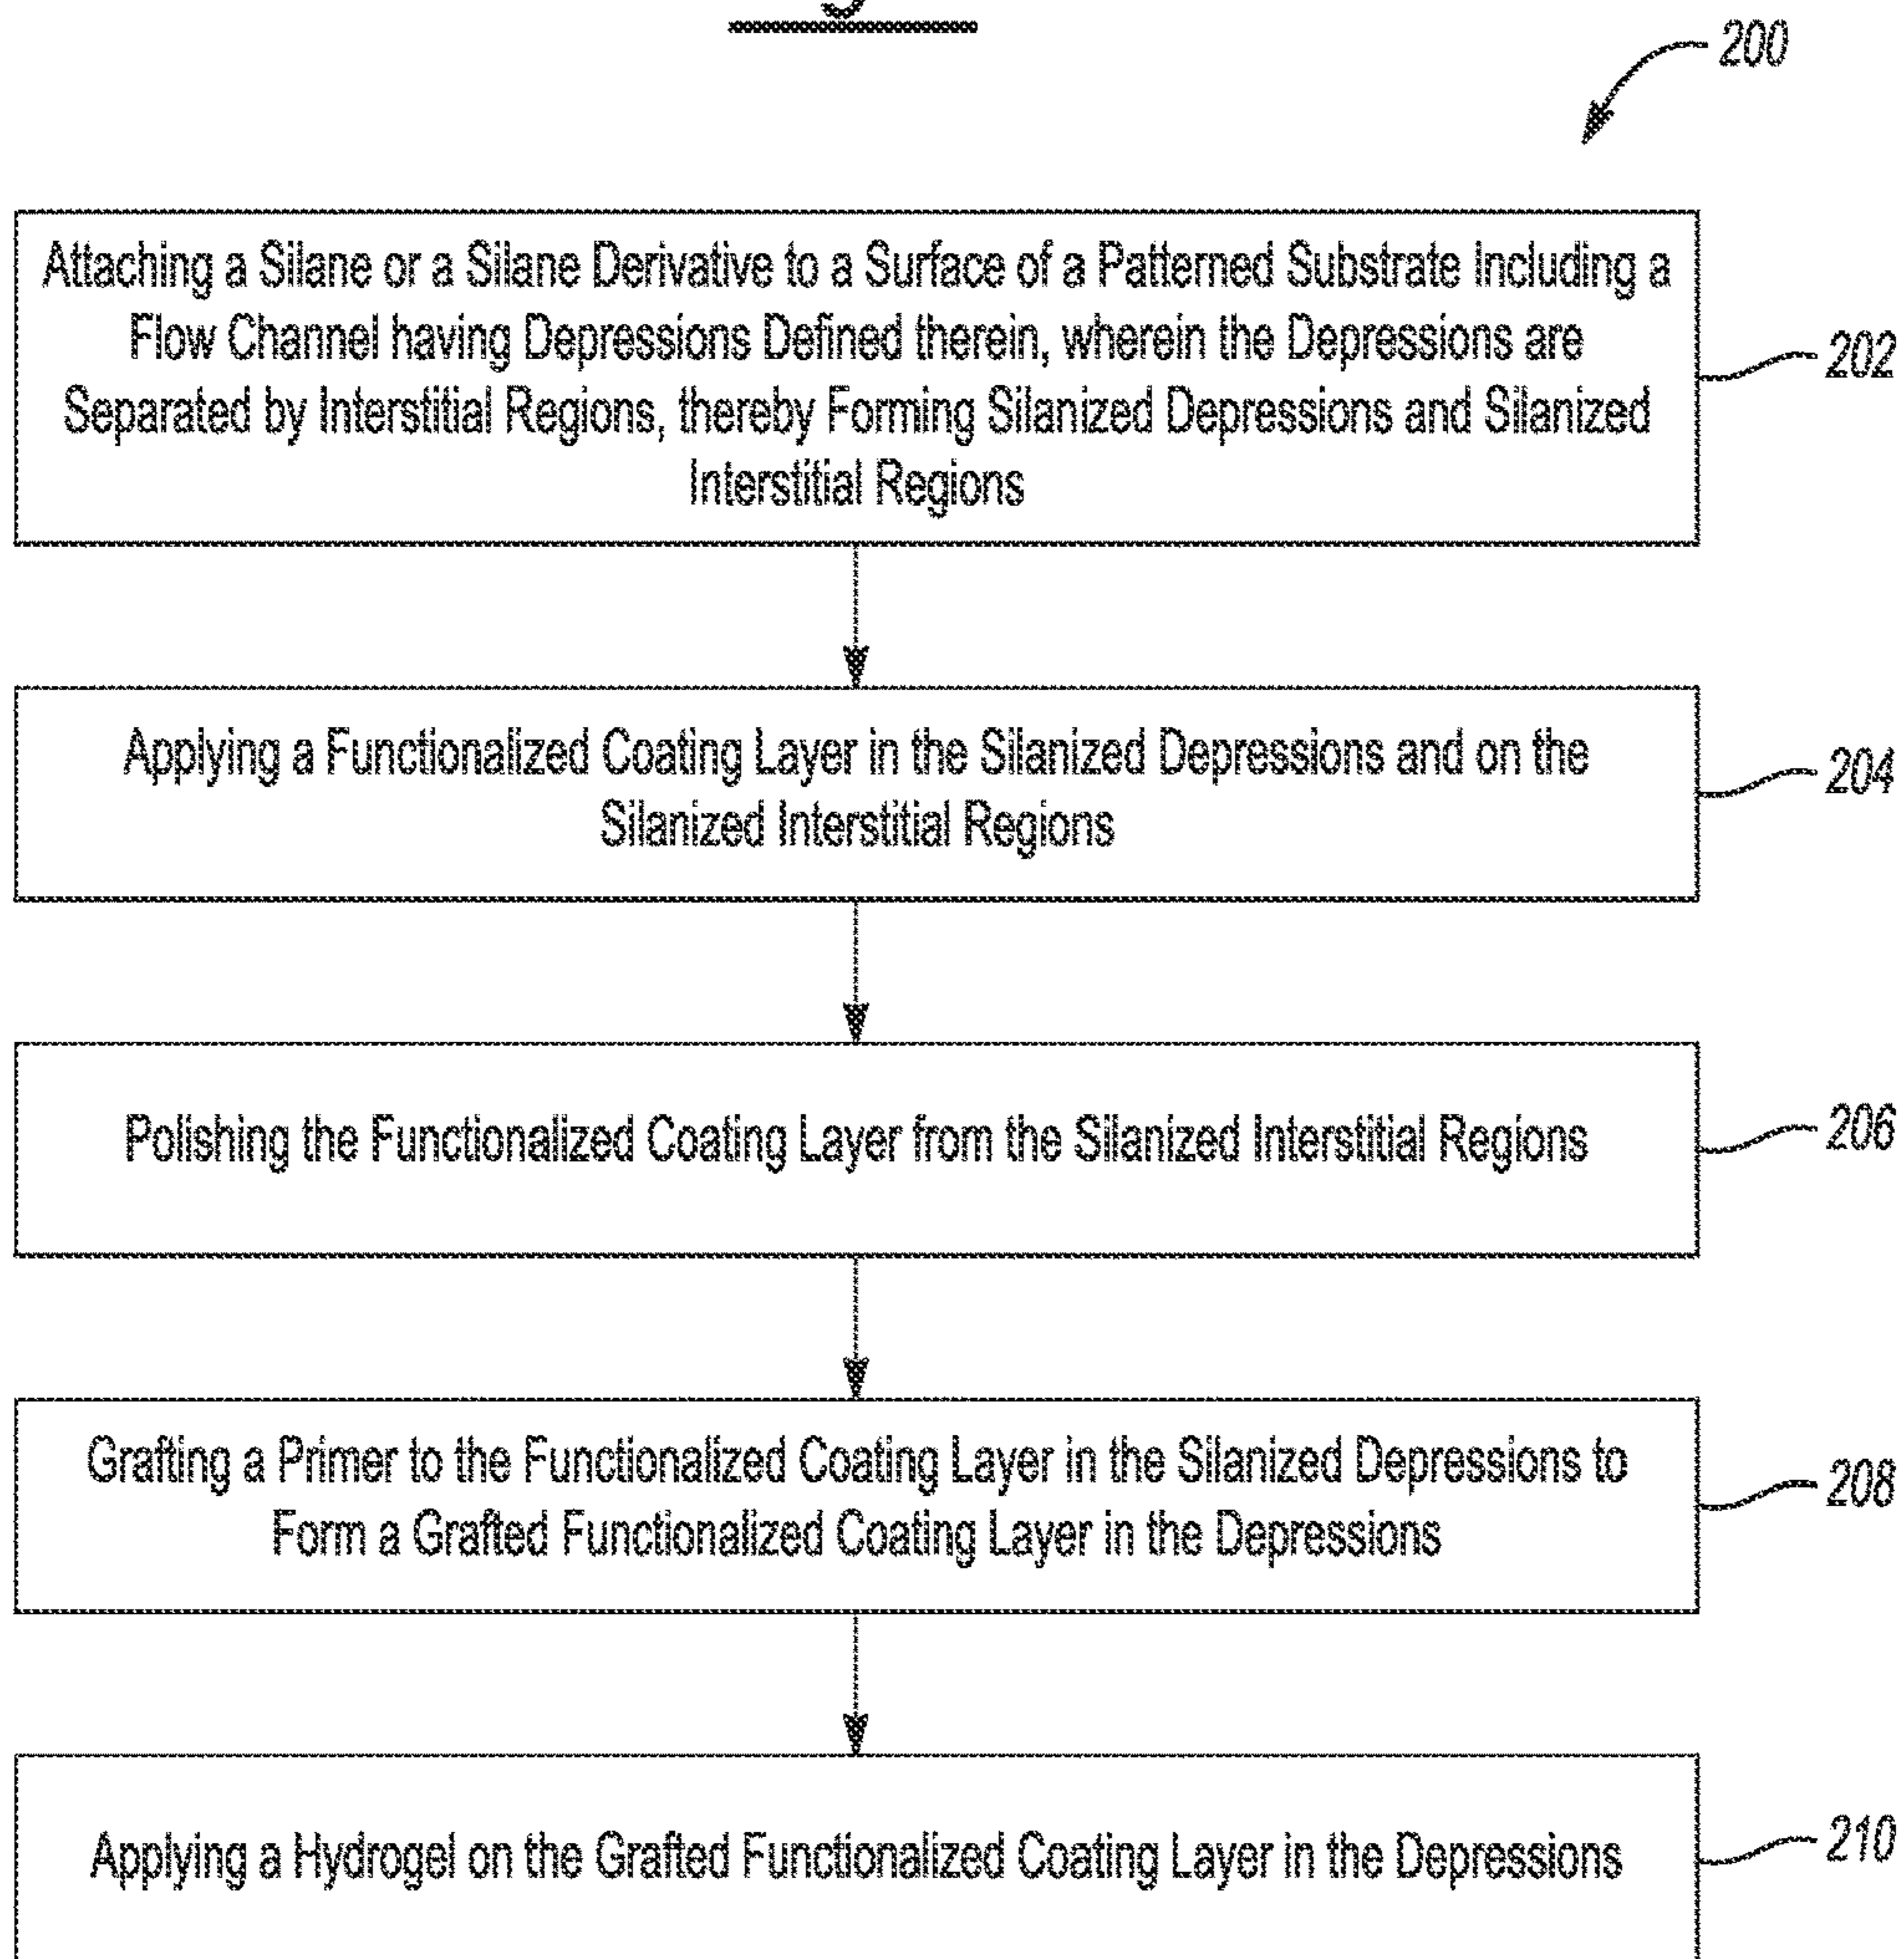 200
Attaching a Silane or a Silane Derivative to a Surface of a Patterned Substrate Including a
Flow Channel having Depressions Defined therein, wherein the Depressions are
Separated by Interstitial Regions, thereby Forming Silanized Depressions and Silanized
Interstitial Regions
202
Applying a Functionalized Coating Layer in the Silanized Depressions and on the
Silanized Interstitial Regions
204
Polishing the Functionalized Coating Layer from the Silanized Interstitial Regions
206
Grafting a Primer to the Functionalized Coating Layer in the Silanized Depressions to
Form a Grafted Functionalized Coating Layer in the Depressions
208
Applying a Hydrogel on the Grafted Functionalized Coating Layer in the Depressions
210